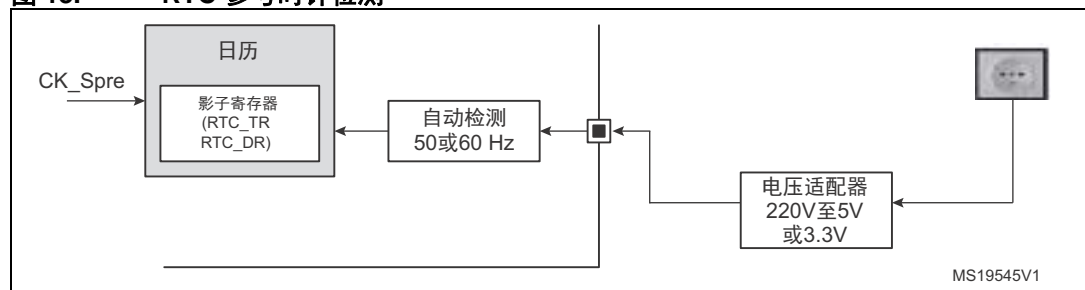 日历
CK_Spre
影子寄存器
(RTC_TR
RTC_DR)
自动检测
50或60 Hz
电压适配器
220V至5V
或3.3V
MS19545V1